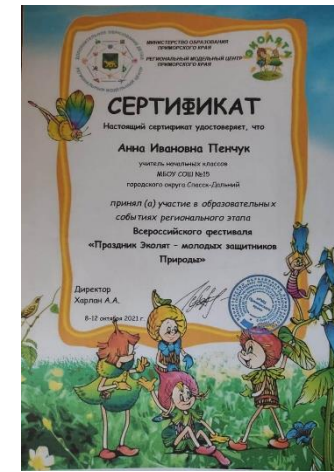 МИНИСТЕРСТВО ОБРАЗОВАНИЯ
ПРИМОРСКОГО КРАЯ
РЕГИОНАЛЬНЫЙ МОДЕЛЬНЫЙ ЦЕНТР
ПРИМОРСКОГО КРАЯ
ЭКОЛЯТА
СЕРТИФИКАТ
Настоящий сертификат удостоверяет, что
Анна Ивановна Пенчук
учитель начальных классов
МБОУ СОШ №15
городского округа Спасск-Дальний
принял (а) участие в образовательных
событиях регионального этапа
Всероссийского фестиваля
«Праздник Эколят – молодых защитников
Природы»
Директор
Харлан А.А.
8-12 октября 2021 г.